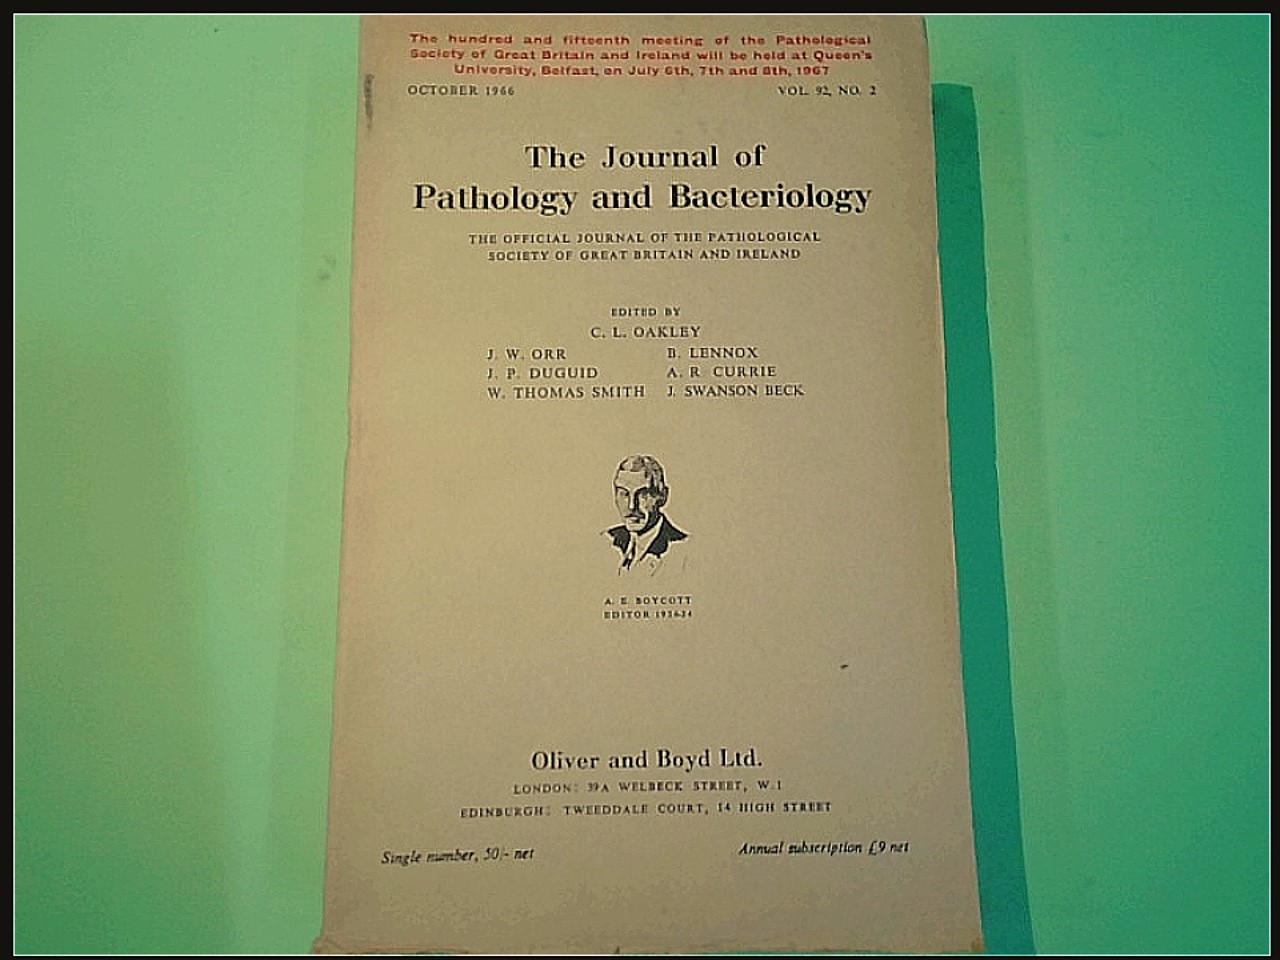 The hundred and fifteenth meeting of the Pathological
Society of Great Britain and Ireland will be held at Queen's
University, Belfast, on July 6th, 7th and 8th, 1967
OCTOBER 1966 VOL. 92, NO. 2
The Journal of
Pathology and Bacteriology
THE OFFICIAL JOURNAL OF THE PATHOLOGICAL
SOCIETY OF GREAT BRITAIN AND IRELAND
EDITED BY
C. L. OAKLEY
J. W. ORR B. LENNOX
J. P. DUGUID A. R. CURRIE
W. THOMAS SMITH J. SWANSON BECK
A. E. BOYCOTT
EDITOR
Oliver and Boyd Ltd.
LONDON: 39A WELBECK STREET, W.1
EDINBURGH: TWEEDDALE COURT, 14 HIGH STREET
Single number, 50/- net Annual subscription £9 net